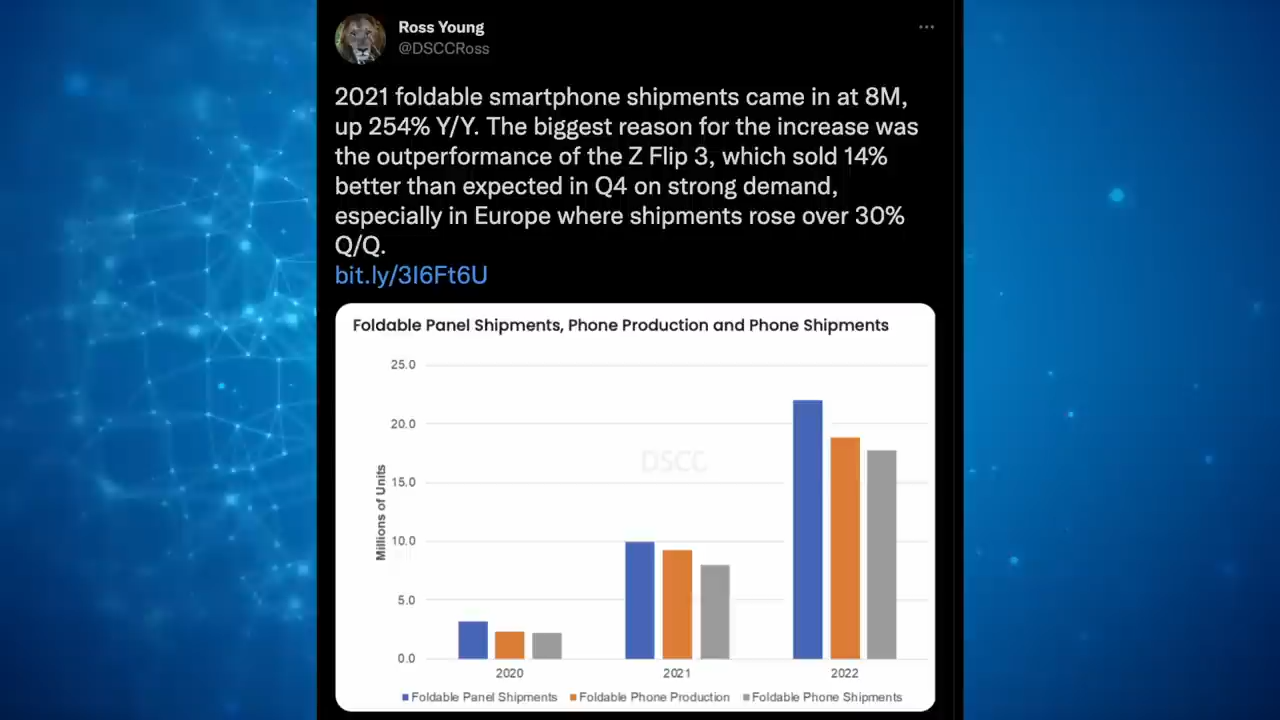 Ross Young
@DSCCRoss
2021 foldable smartphone shipments came in at 8M,
up 254% Y/Y. The biggest reason for the increase was
the outperformance of the Z Flip 3, which sold 14%
better than expected in Q4 on strong demand,
especially in Europe where shipments rose over 30%
Q/Q.
bit.ly/3I6Ft6U
Foldable Panel Shipments, Phone Production and Phone Shipments
25.0
20.0
15.0
10.0
5.0
0.0
Millions of Units
DSCC
2020 2021 2022
Foldable Panel Shipments Foldable Phone Production Foldable Phone Shipments